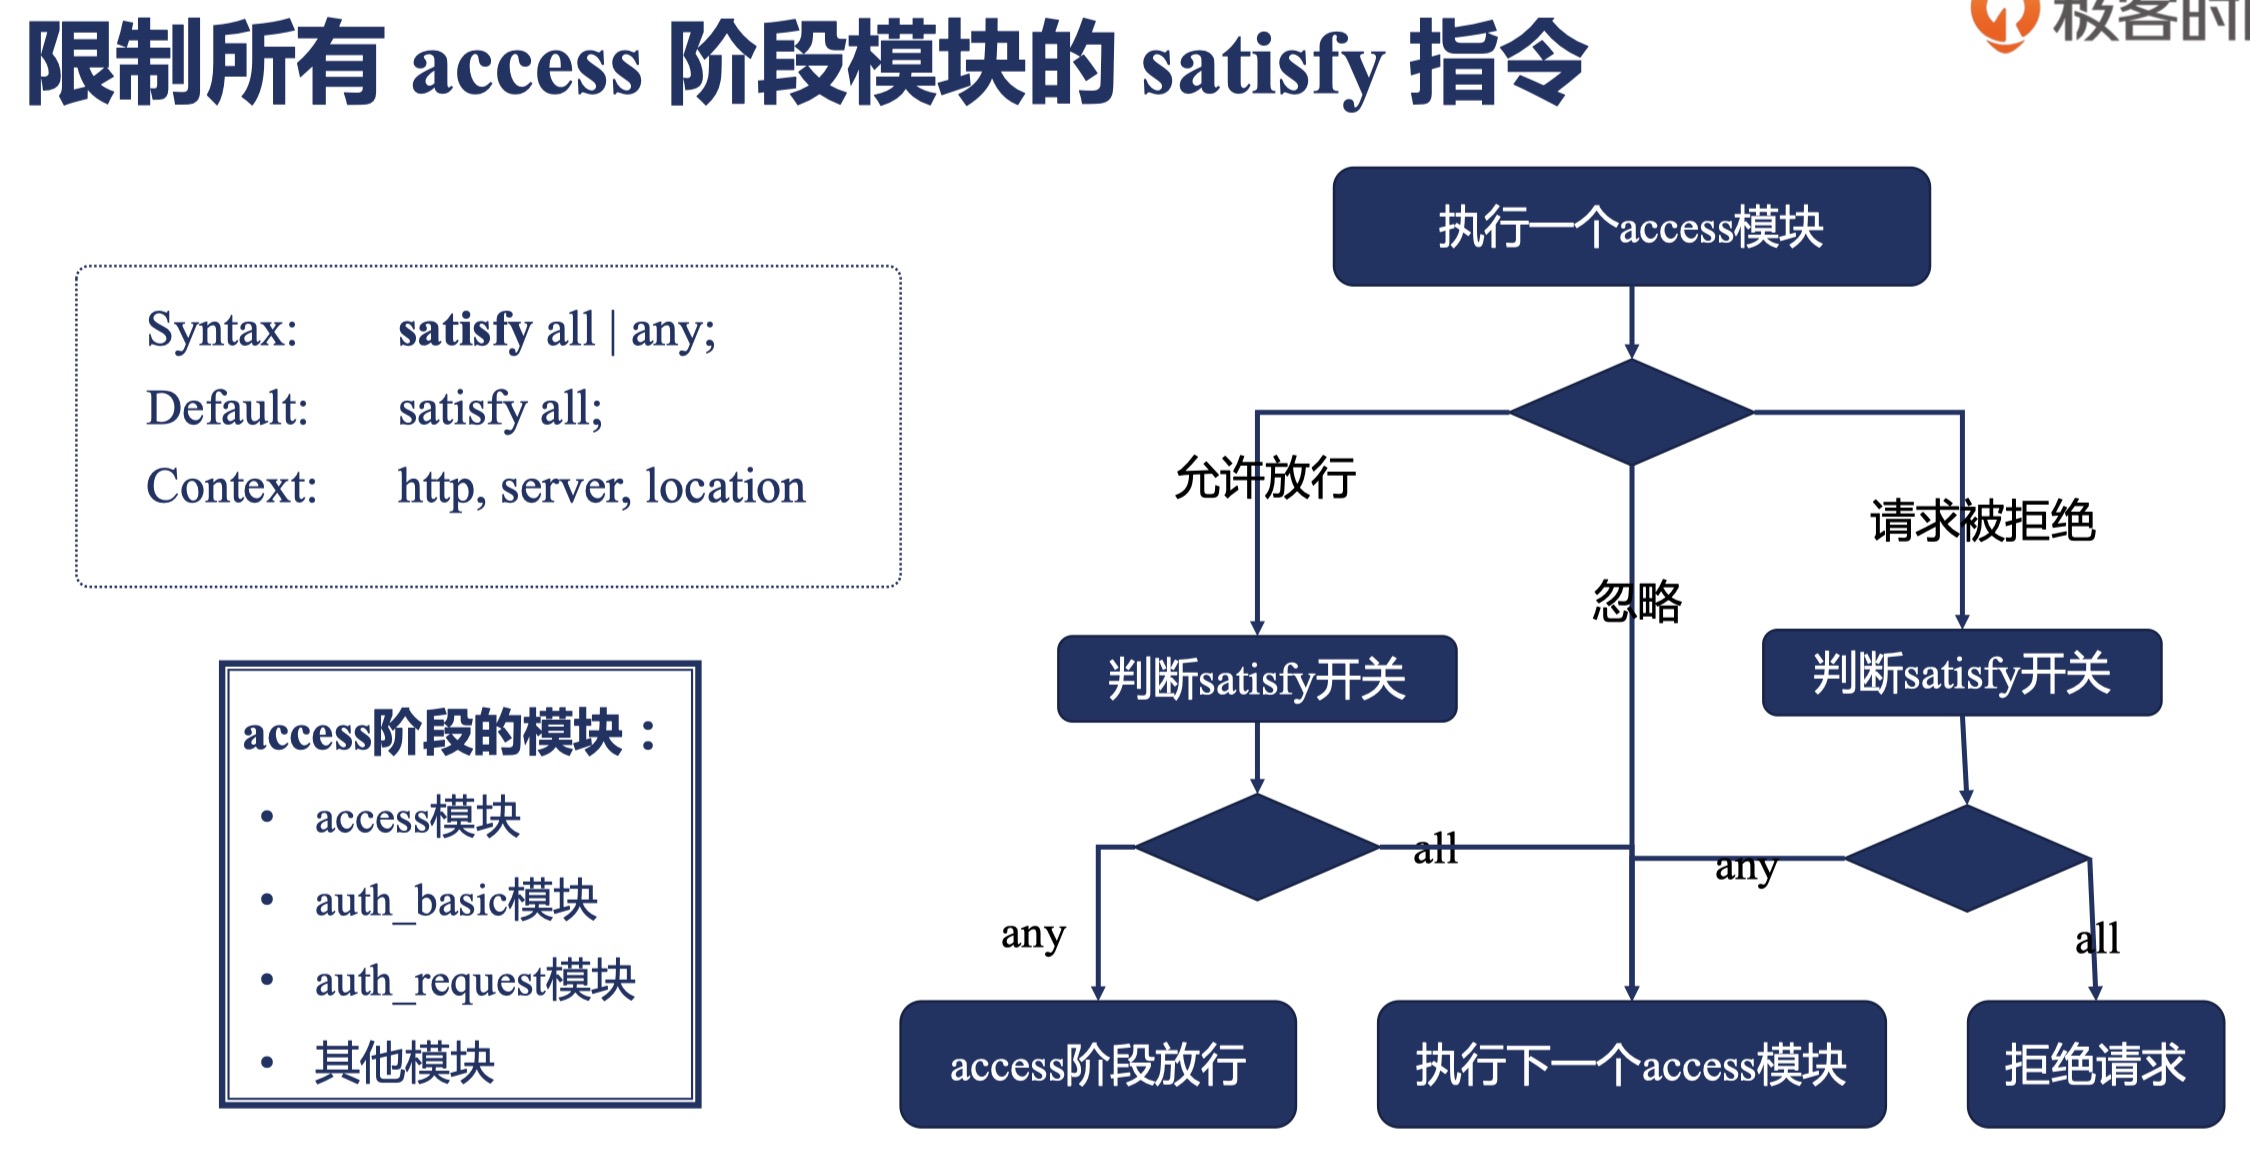 限制所有 access 阶段模块的 satisfy 指令
极客时
Syntax: satisfy all | any;
Default: satisfy all;
Context: http, server, location
access阶段的模块：
• access模块
• auth_basic模块
• auth_request模块
• 其他模块
执行一个access模块
允许放行
请求被拒绝
忽略
判断satisfy开关
判断satisfy开关
all
any
any
all
access阶段放行
执行下一个access模块
拒绝请求